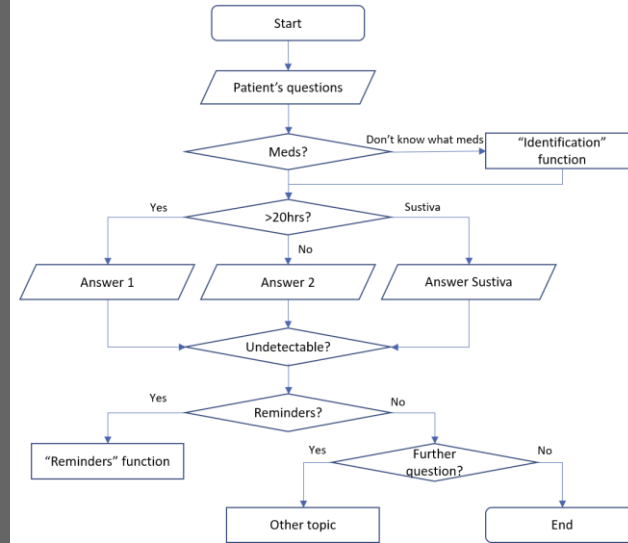 Start
Patient's questions
Don't know what meds
Meds?
"Identification"
function
Yes
>20hrs?
Sustiva
No
Answer 1
Answer 2
Answer Sustiva
Undetectable?
Yes
Reminders?
No
"Reminders" function
Yes
Further
question?
No
Other topic
End